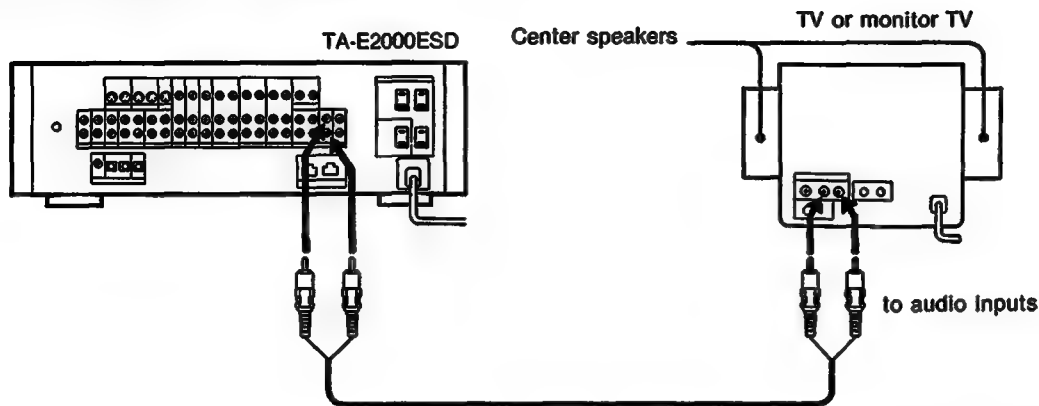 TV or monitor TV
TA-E2000ESD
Center speakers
to audio inputs